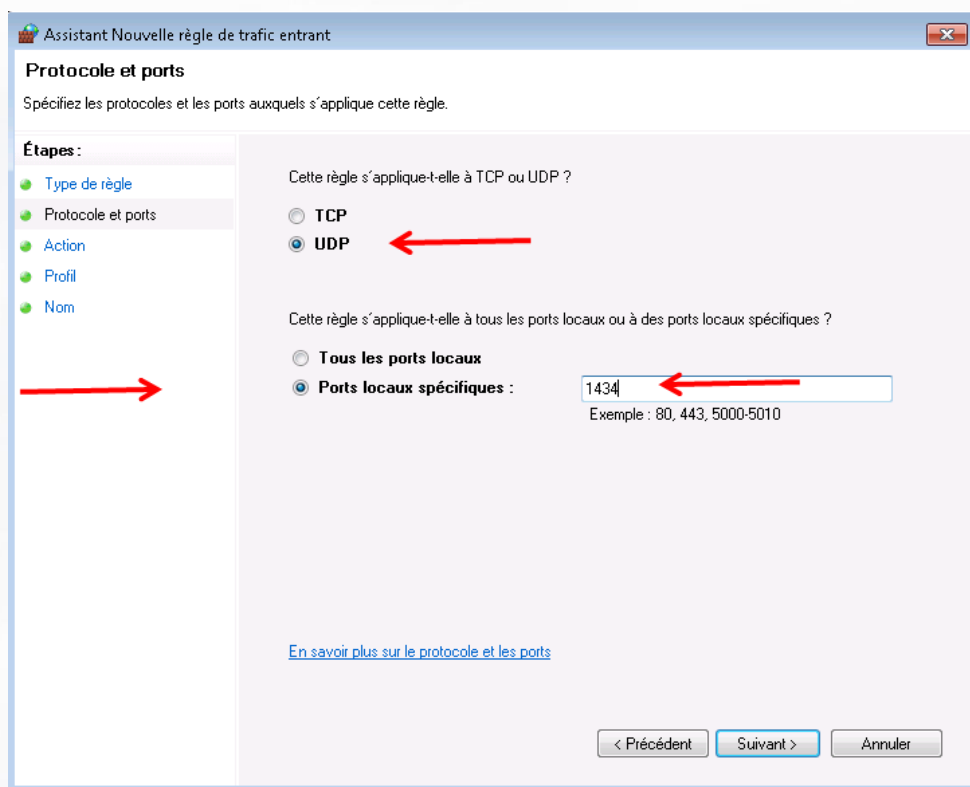 Assistant Nouvelle règle de trafic entrant
Protocole et ports
Spécifiez les protocoles et les ports auxquels s´applique cette règle.
Étapes :
Type de règle
Protocole et ports
Action
Profil
Nom
Cette règle s´applique-t-elle à TCP ou UDP ?
TCP
UDP
Cette règle s´applique-t-elle à tous les ports locaux ou à des ports locaux spécifiques ?
Tous les ports locaux
Ports locaux spécifiques : 1434
Exemple : 80, 443, 5000-5010
En savoir plus sur le protocole et les ports
< Précédent Suivant > Annuler